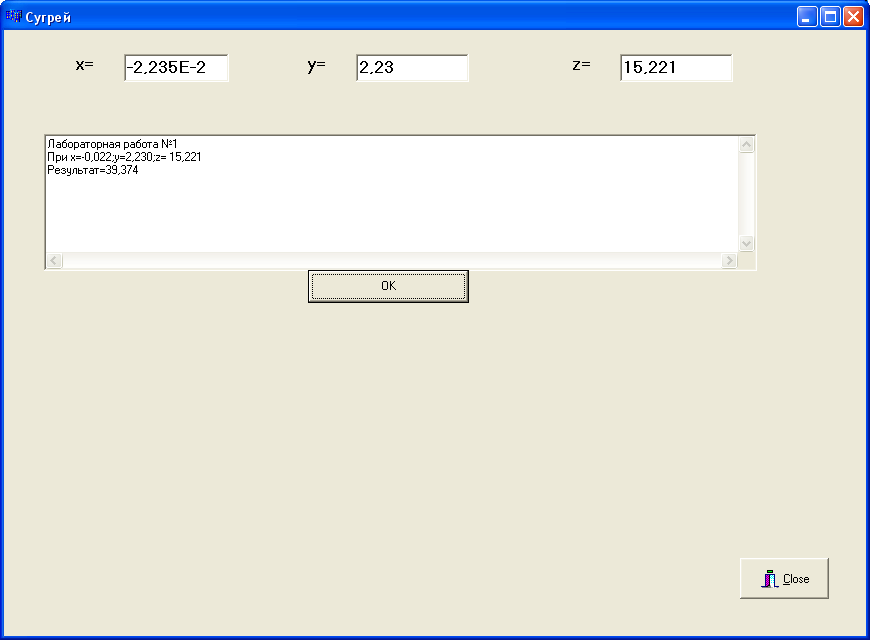 Сугрей
x= -2,235E-2 y= 2,23 z= 15,221
Лабораторная работа №1
При x=-0,022;y=2,230;z= 15,221
Результат=39,374
OK
Close